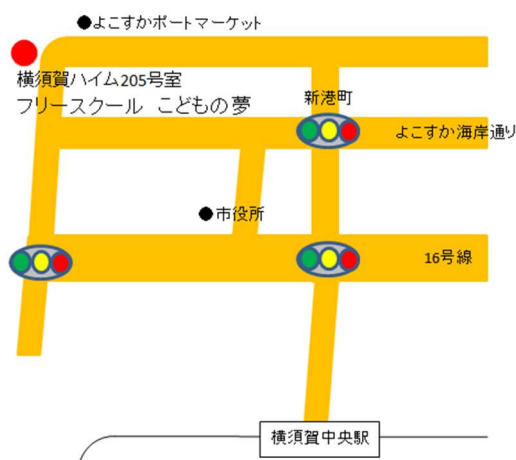 ●よこすかポートマーケット
横須賀ハイム205号室
フリースクール　こどもの夢
新港町
よこすか海岸通り
●市役所
16号線
横須賀中央駅